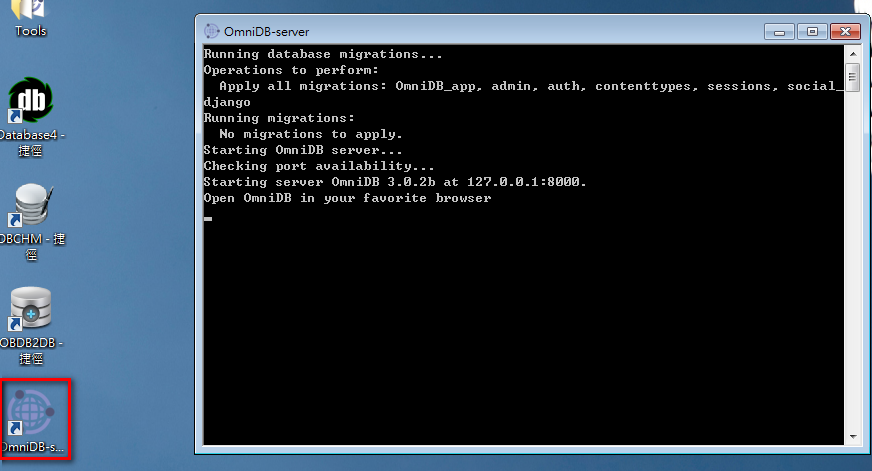 Tools
db
Database4 -
捷徑
DBCHM - 捷
徑
OBDB2DB -
捷徑
OmniDB-s...
OmniDB-server
Running database migrations...
Operations to perform:
  Apply all migrations: OmniDB_app, admin, auth, contenttypes, sessions, social_
django
Running migrations:
  No migrations to apply.
Starting OmniDB server...
Checking port availability...
Starting server OmniDB 3.0.2b at 127.0.0.1:8000.
Open OmniDB in your favorite browser